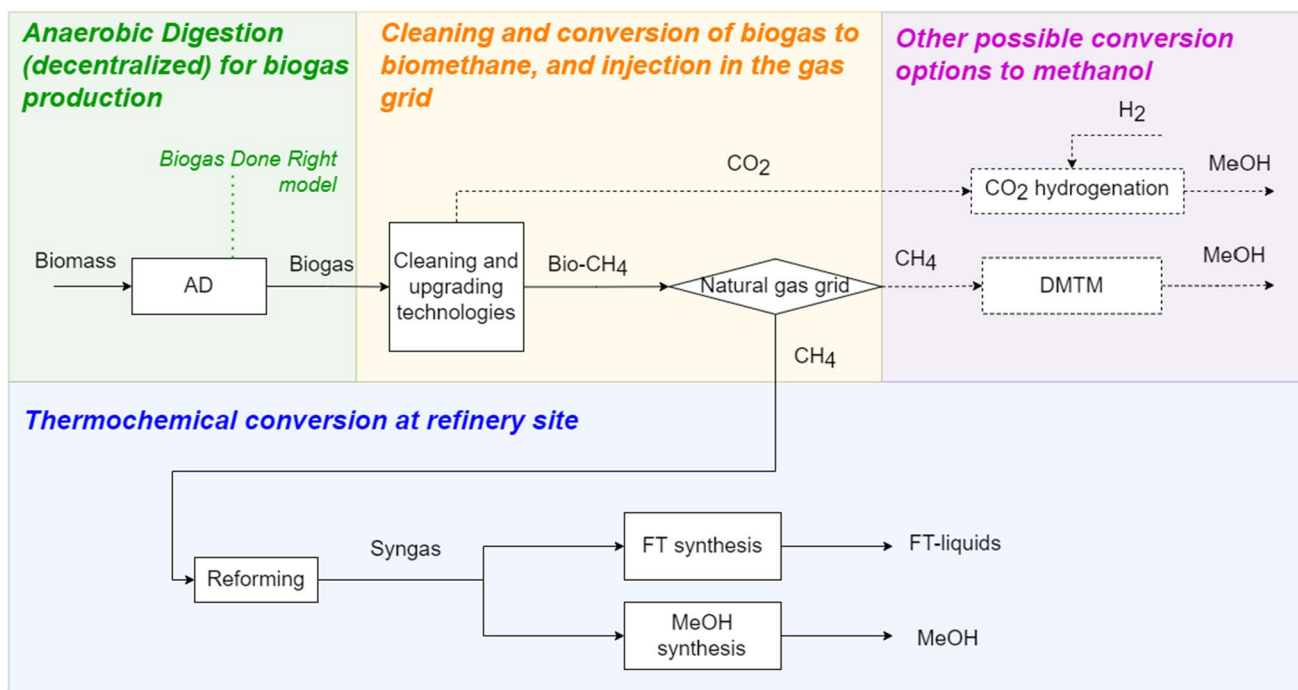 Anaerobic Digestion
(decentralized) for biogas
production
Cleaning and conversion of biogas to
biomethane, and injection in the gas
grid
Other possible conversion
options to methanol
Biogas Done Right
model
H2
CO2
CO2 hydrogenation
MeOH
Biomass
AD
Biogas
Cleaning and
upgrading
technologies
Bio-CH4
Natural gas grid
CH4
DMTM
MeOH
CH4
Thermochemical conversion at refinery site
Reforming
Syngas
FT synthesis
FT-liquids
MeOH
synthesis
MeOH